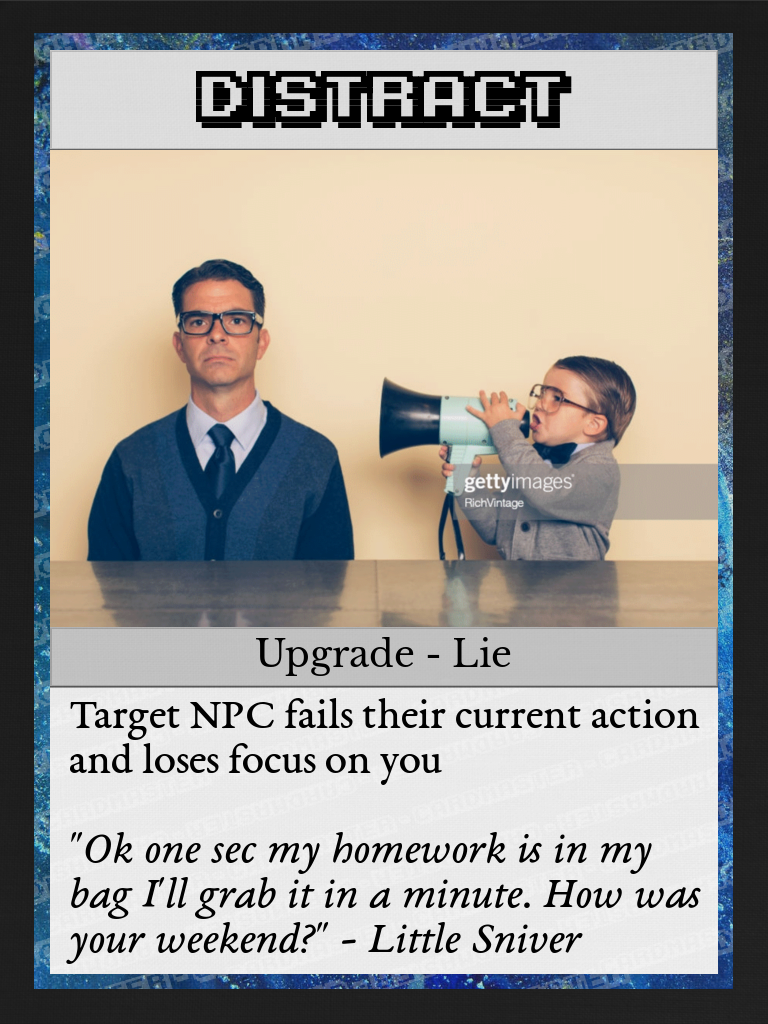 DISTRACT
gettyimages®
RichVintage
Upgrade - Lie
Target NPC fails their current action
and loses focus on you
"Ok one sec my homework is in my
bag I'll grab it in a minute. How was
your weekend?" - Little Sniver